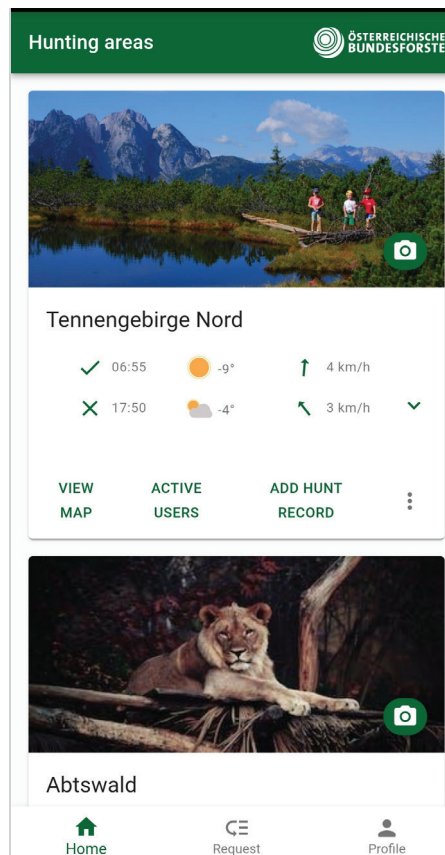 Hunting areas
ÖSTERREICHISCHE
BUNDESFORSTE
Tennengebirge Nord
06:55 -9° 4 km/h
17:50 -4° 3 km/h
VIEW MAP
ACTIVE USERS
ADD HUNT RECORD
Abtswald
Home Request Profile